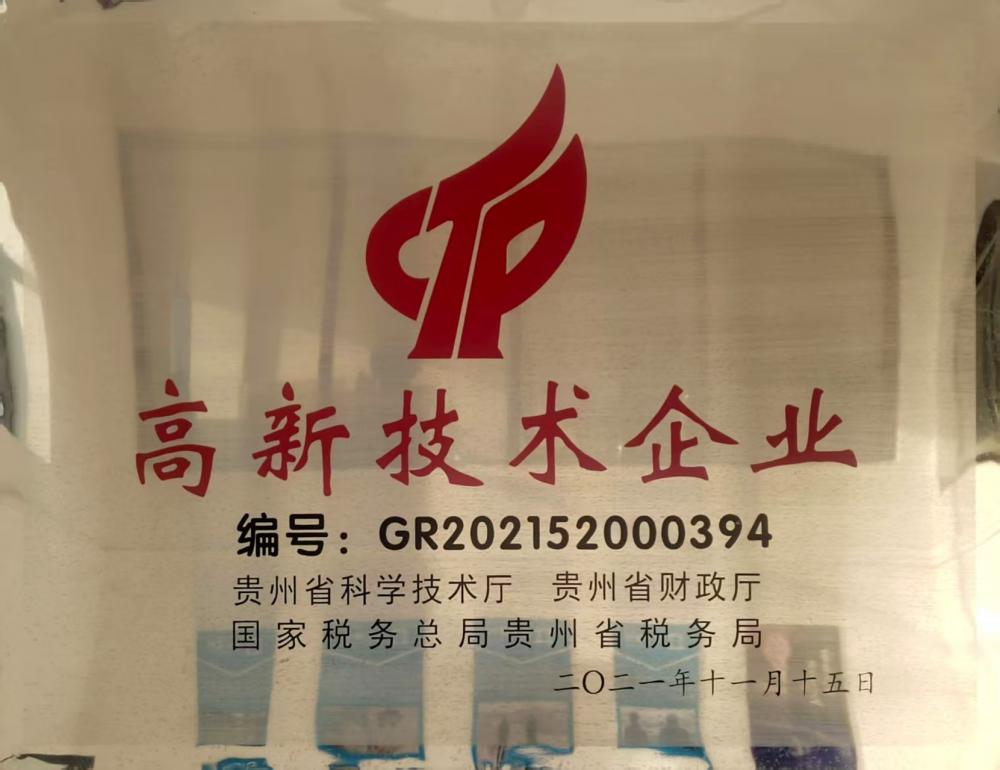 高新技术企业
编号：GR202152000394
贵州省科学技术厅　贵州省财政厅
国家税务总局贵州省税务局
二〇二一年十一月十五日